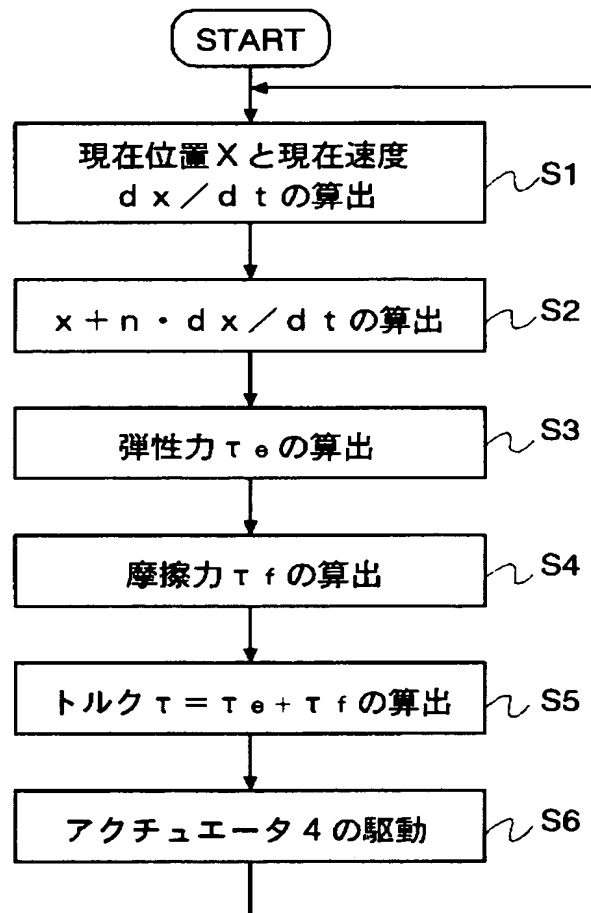 START
現在位置Xと現在速度
dx/dtの算出
S1
x+n・dx/dtの算出
S2
弾性力τeの算出
S3
摩擦力τfの算出
S4
トルクτ=τe+τfの算出
S5
アクチュエータ4の駆動
S6